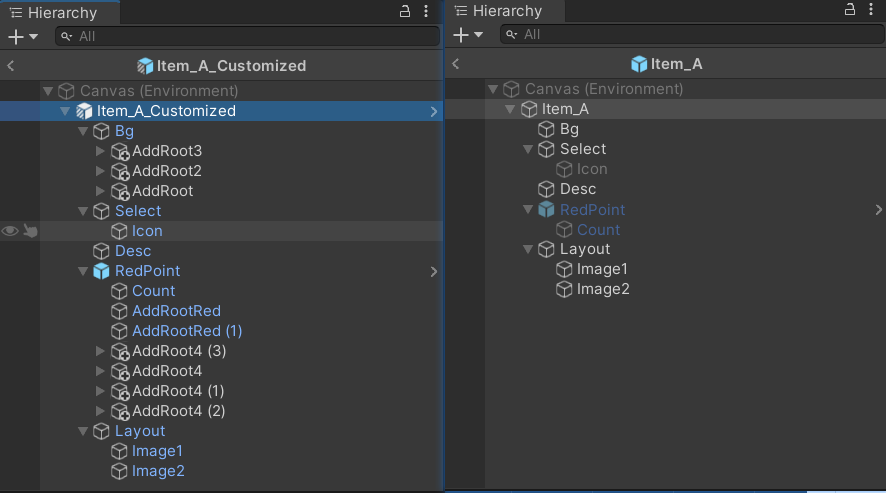 Hierarchy
All
Item_A_Customized
Canvas (Environment)
Item_A_Customized
Bg
AddRoot3
AddRoot2
AddRoot
Select
Icon
Desc
RedPoint
Count
AddRootRed
AddRootRed (1)
AddRoot4 (3)
AddRoot4
AddRoot4 (1)
AddRoot4 (2)
Layout
Image1
Image2
Hierarchy
All
Item_A
Canvas (Environment)
Item_A
Bg
Select
Icon
Desc
RedPoint
Count
Layout
Image1
Image2